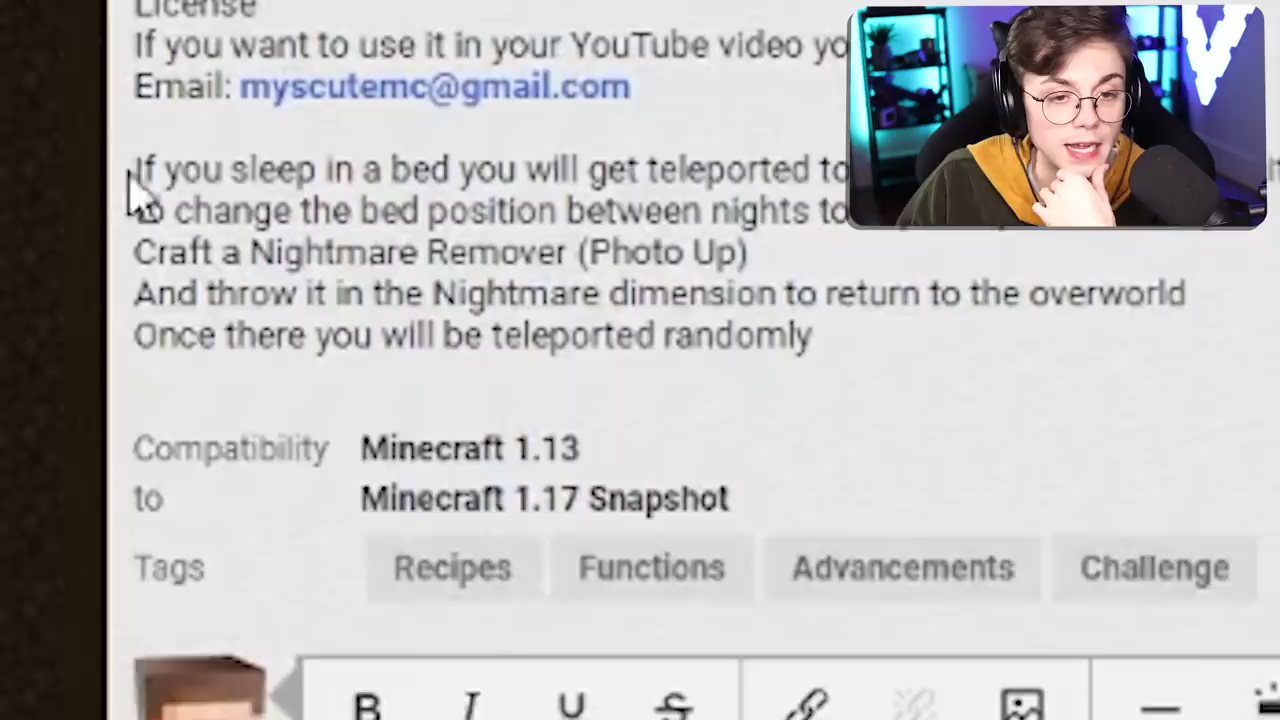 License
If you want to use it in your YouTube video
Email: myscutemc@gmail.com
If you sleep in a bed you will get teleported to
to change the bed position between nights to
Craft a Nightmare Remover (Photo Up)
And throw it in the Nightmare dimension to return to the overworld
Once there you will be teleported randomly
Compatibility Minecraft 1.13
to Minecraft 1.17 Snapshot
Tags Recipes Functions Advancements Challenge
B I U S